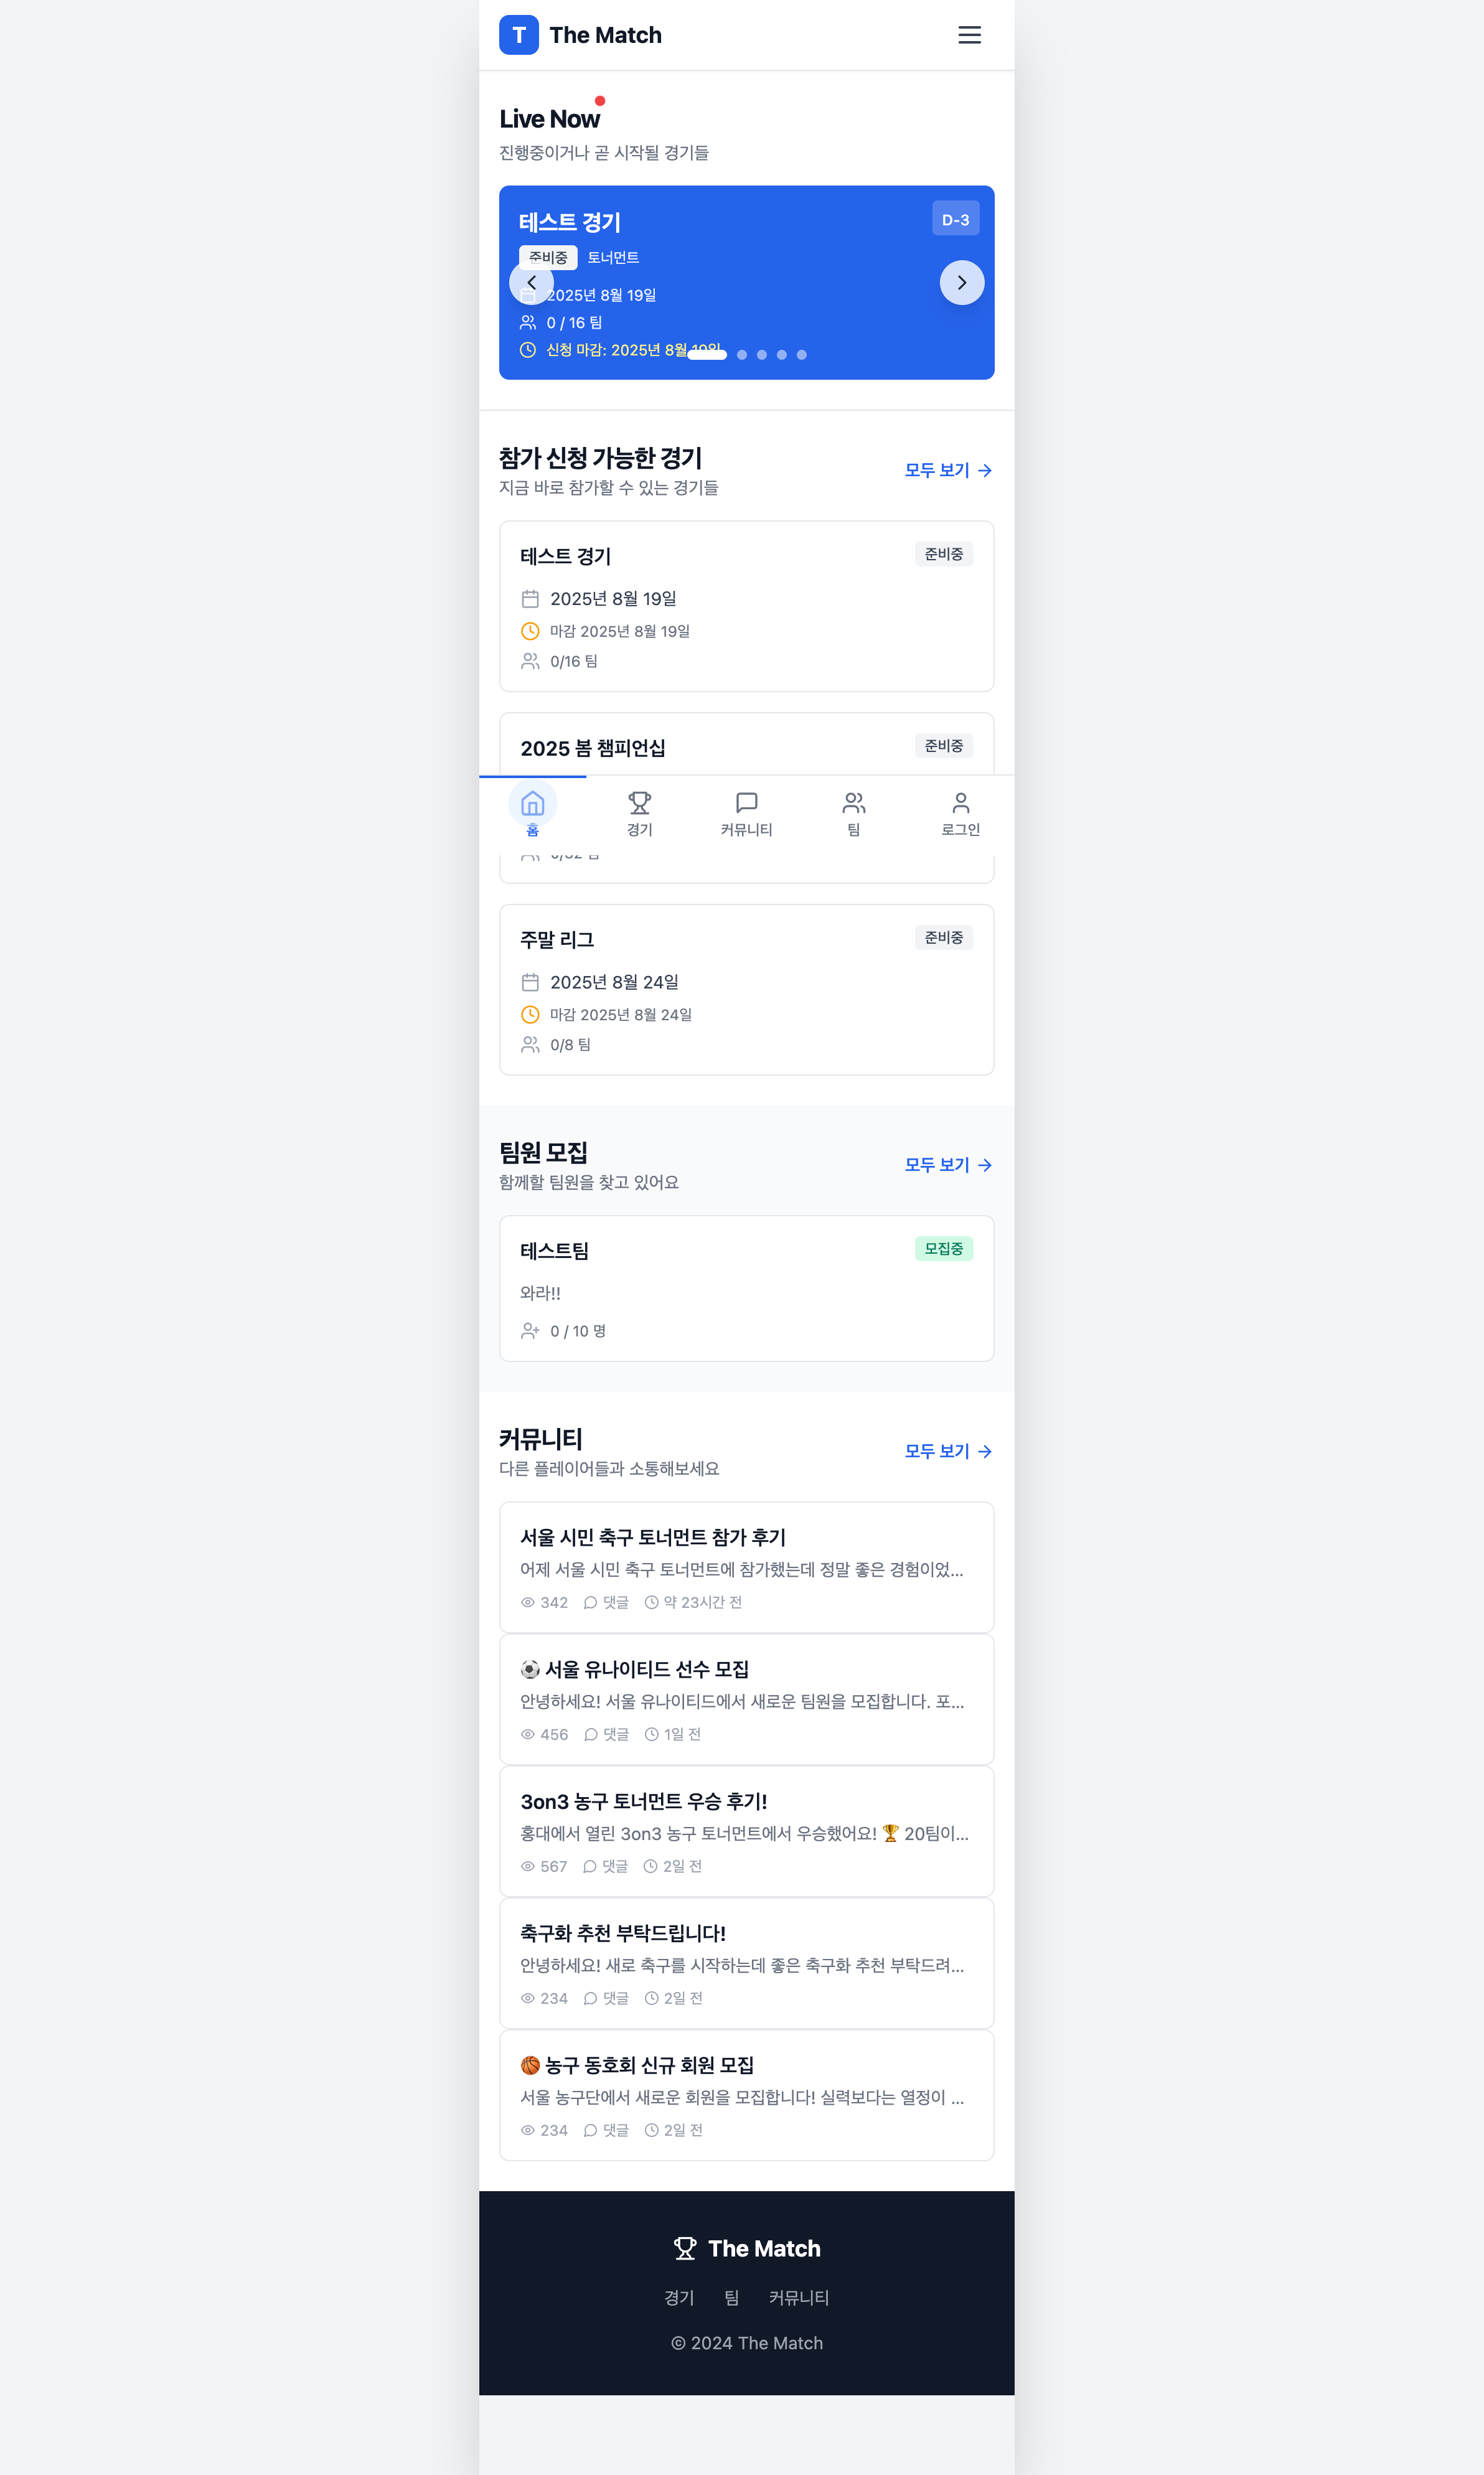 T The Match
Live Now
진행중이거나 곧 시작될 경기들
테스트 경기
D-3
준비중 토너먼트
2025년 8월 19일
0 / 16 팀
신청 마감: 2025년 8월 19일
참가 신청 가능한 경기
모두 보기 →
지금 바로 참가할 수 있는 경기들
테스트 경기 준비중
2025년 8월 19일
마감 2025년 8월 19일
0/16 팀
2025 봄 챔피언십 준비중
홈 경기 커뮤니티 팀 로그인
주말 리그 준비중
2025년 8월 24일
마감 2025년 8월 24일
0/8 팀
팀원 모집
모두 보기 →
함께할 팀원을 찾고 있어요
테스트팀 모집중
와라!!
0 / 10 명
커뮤니티
모두 보기 →
다른 플레이어들과 소통해보세요
서울 시민 축구 토너먼트 참가 후기
어제 서울 시민 축구 토너먼트에 참가했는데 정말 좋은 경험이었...
342 댓글 약 23시간 전
⚽ 서울 유나이티드 선수 모집
안녕하세요! 서울 유나이티드에서 새로운 팀원을 모집합니다. 포...
456 댓글 1일 전
3on3 농구 토너먼트 우승 후기!
홍대에서 열린 3on3 농구 토너먼트에서 우승했어요! 🏆 20팀이...
567 댓글 2일 전
축구화 추천 부탁드립니다!
안녕하세요! 새로 축구를 시작하는데 좋은 축구화 추천 부탁드려...
234 댓글 2일 전
🏀 농구 동호회 신규 회원 모집
서울 농구단에서 새로운 회원을 모집합니다! 실력보다는 열정이 ...
234 댓글 2일 전
The Match
경기 팀 커뮤니티
© 2024 The Match